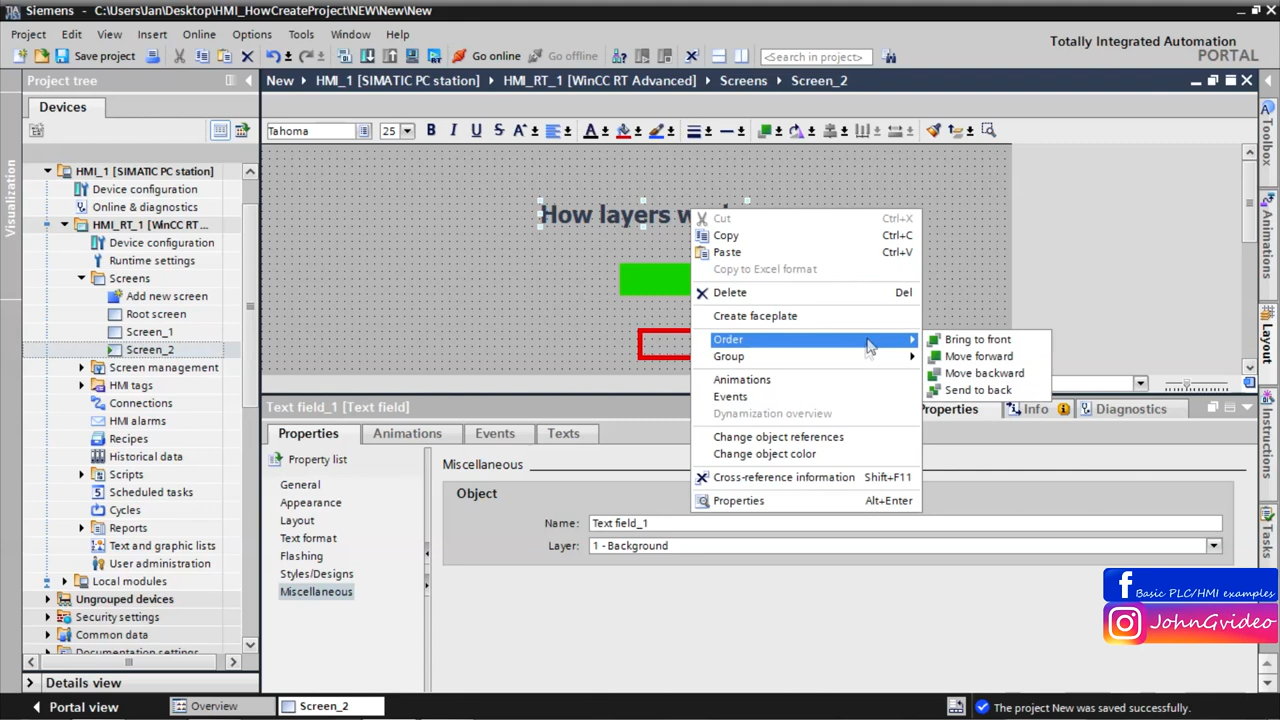 Siemens - C:\Users\Jan\Desktop\HMI_HowCreateProject\NEW\New\New
Project Edit View Insert Online Options Tools Window Help
Totally Integrated Automation
PORTAL
Save project Go online Go offline <Search in project>
Project tree
New HMI_1 [SIMATIC PC station] HMI_RT_1 [WinCC RT Advanced] Screens Screen_2
Devices
Tahoma 25 B I U S A A
Visualization
HMI_1 [SIMATIC PC station]
Device configuration
Online & diagnostics
HMI_RT_1 [WinCC RT...
Device configuration
Runtime settings
Screens
Add new screen
Root screen
Screen_1
Screen_2
Screen management
HMI tags
Connections
HMI alarms
Recipes
Historical data
Scripts
Scheduled tasks
Cycles
Reports
Text and graphic lists
User administration
Local modules
Ungrouped devices
Security settings
Common data
Documentation settings
Details view
How layers w
Cut Ctrl+X
Copy Ctrl+C
Paste Ctrl+V
Copy to Excel format
Delete Del
Create faceplate
Order
Group
Animations
Events
Dynamization overview
Change object references
Change object color
Cross-reference information Shift+F11
Properties Alt+Enter
Bring to front
Move forward
Move backward
Send to back
Text field_1 [Text field]
Properties Info Diagnostics
Properties Animations Events Texts
Property list
General
Appearance
Layout
Text format
Flashing
Styles/Designs
Miscellaneous
Miscellaneous
Object
Name: Text field_1
Layer: 1 - Background
Toolbox
Animations
Layout
Instructions
Tasks
Basic PLC/HMI examples
JohnGvideo
Portal view Overview Screen_2 The project New was saved successfully.